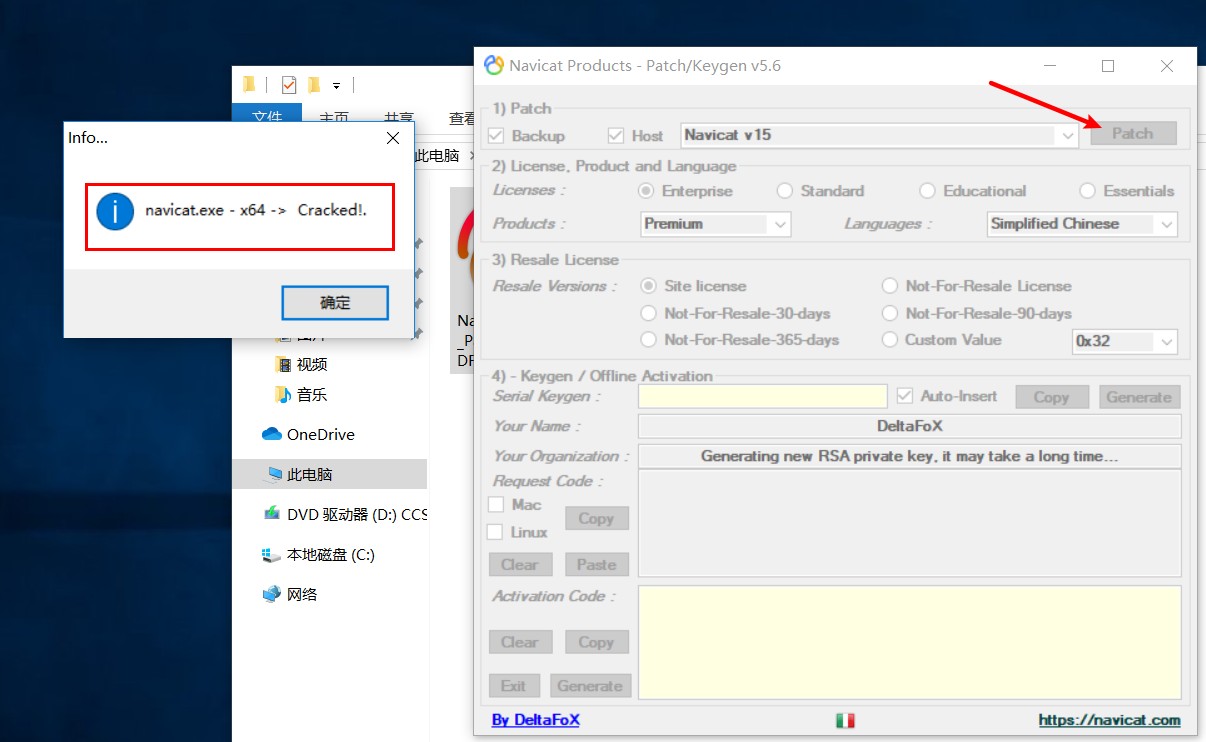 Navicat Products - Patch/Keygen v5.6
文件
主页
共享
查看
Info...
此电脑
navicat.exe - x64 -> Cracked!.
确定
视频
音乐
OneDrive
此电脑
DVD 驱动器 (D:) CCS
本地磁盘 (C:)
网络
Na
_P
DF
1) Patch
Backup
Host
Navicat v15
Patch
2) License, Product and Language
Licenses :
Enterprise
Standard
Educational
Essentials
Products :
Premium
Languages :
Simplified Chinese
3) Resale License
Resale Versions :
Site license
Not-For-Resale License
Not-For-Resale-30-days
Not-For-Resale-90-days
Not-For-Resale-365-days
Custom Value
0x32
4) - Keygen / Offline Activation
Serial Keygen :
Auto-Insert
Copy
Generate
Your Name :
DeltaFoX
Your Organization :
Generating new RSA private key, it may take a long time...
Request Code :
Mac
Linux
Copy
Clear
Paste
Activation Code :
Clear
Copy
Exit
Generate
By DeltaFoX
https://navicat.com